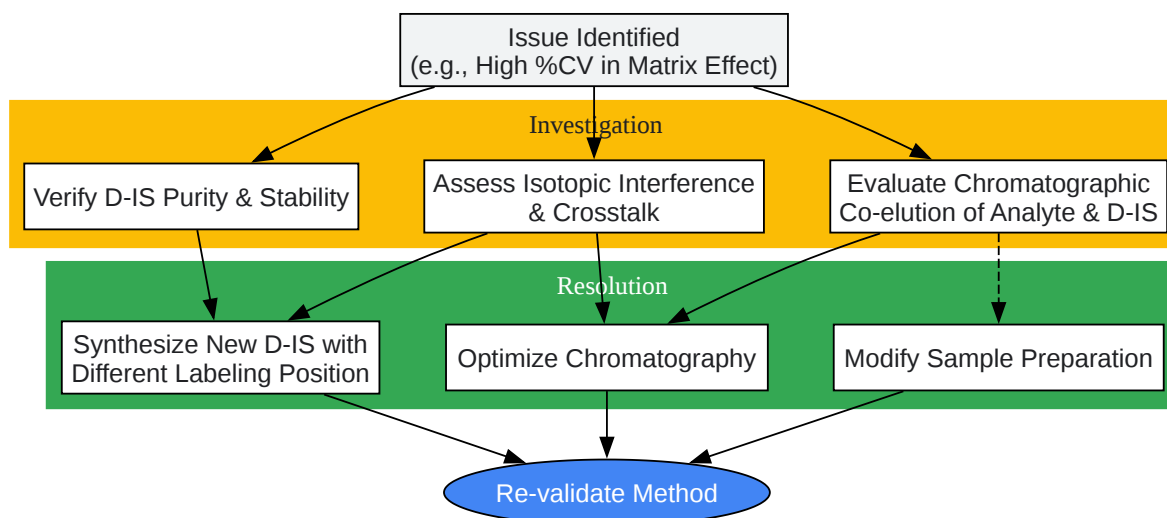 Issue Identified
(e.g., High %CV in Matrix Effect)
Investigation
Verify D-IS Purity & Stability
Assess Isotopic Interference
& Crosstalk
Evaluate Chromatographic
Co-elution of Analyte & D-IS
Resolution
Synthesize New D-IS with
Different Labeling Position
Optimize Chromatography
Modify Sample Preparation
Re-validate Method